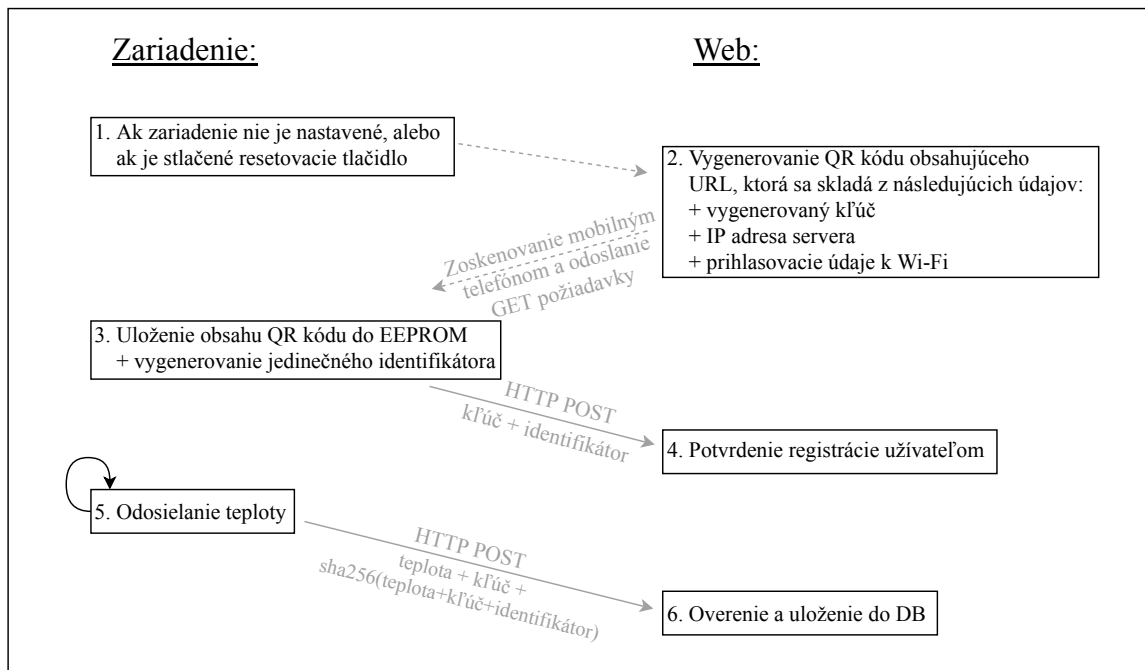 Zariadenie:
Web:
1. Ak zariadenie nie je nastavené, alebo
ak je stlačené resetovacie tlačidlo
2. Vygenerovanie QR kódu obsahujúceho
URL, ktorá sa skladá z následujúcich údajov:
+ vygenerovaný kľúč
+ IP adresa servera
+ prihlasovacie údaje k Wi-Fi
Zoskenovanie mobilným
telefónom a odoslanie
GET požiadavky
3. Uloženie obsahu QR kódu do EEPROM
+ vygenerovanie jedinečného identifikátora
HTTP POST
kľúč + identifikátor
4. Potvrdenie registrácie užívateľom
5. Odosielanie teploty
HTTP POST
teplota + kľúč +
sha256(teplota+kľúč+identifikátor)
6. Overenie a uloženie do DB